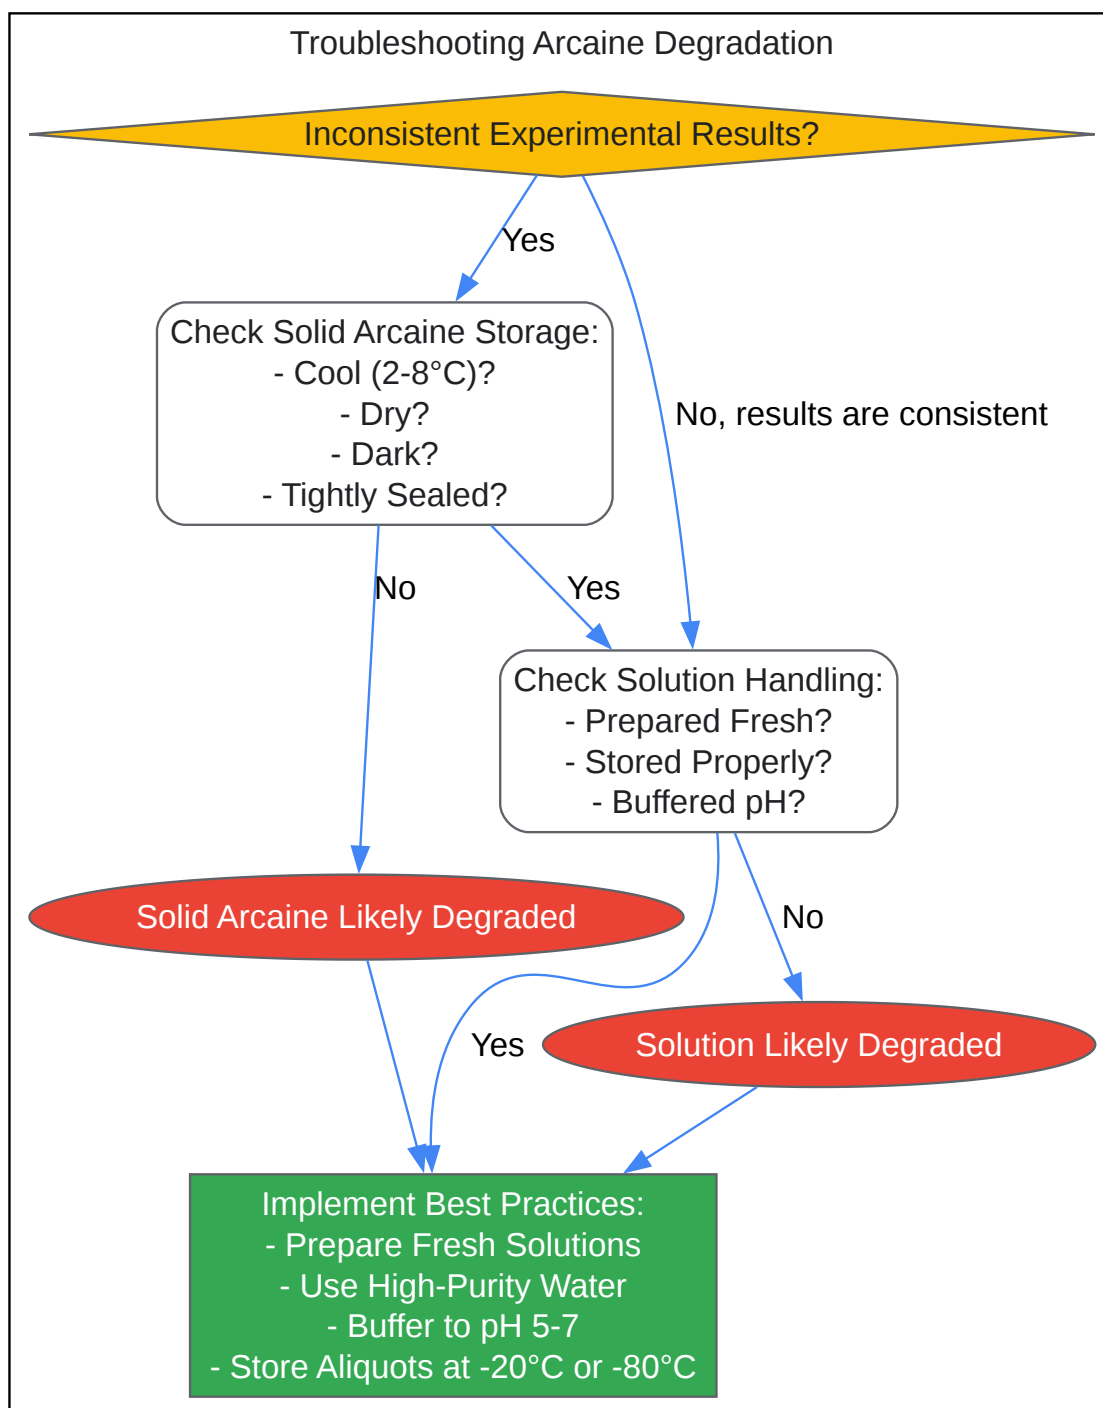 Troubleshooting Arcaine Degradation
Inconsistent Experimental Results?
Yes
Check Solid Arcaine Storage:
- Cool (2-8°C)?
- Dry?
- Dark?
- Tightly Sealed?
No, results are consistent
No
Yes
Check Solution Handling:
- Prepared Fresh?
- Stored Properly?
- Buffered pH?
Solid Arcaine Likely Degraded
No
Yes
Solution Likely Degraded
Implement Best Practices:
- Prepare Fresh Solutions
- Use High-Purity Water
- Buffer to pH 5-7
- Store Aliquots at -20°C or -80°C